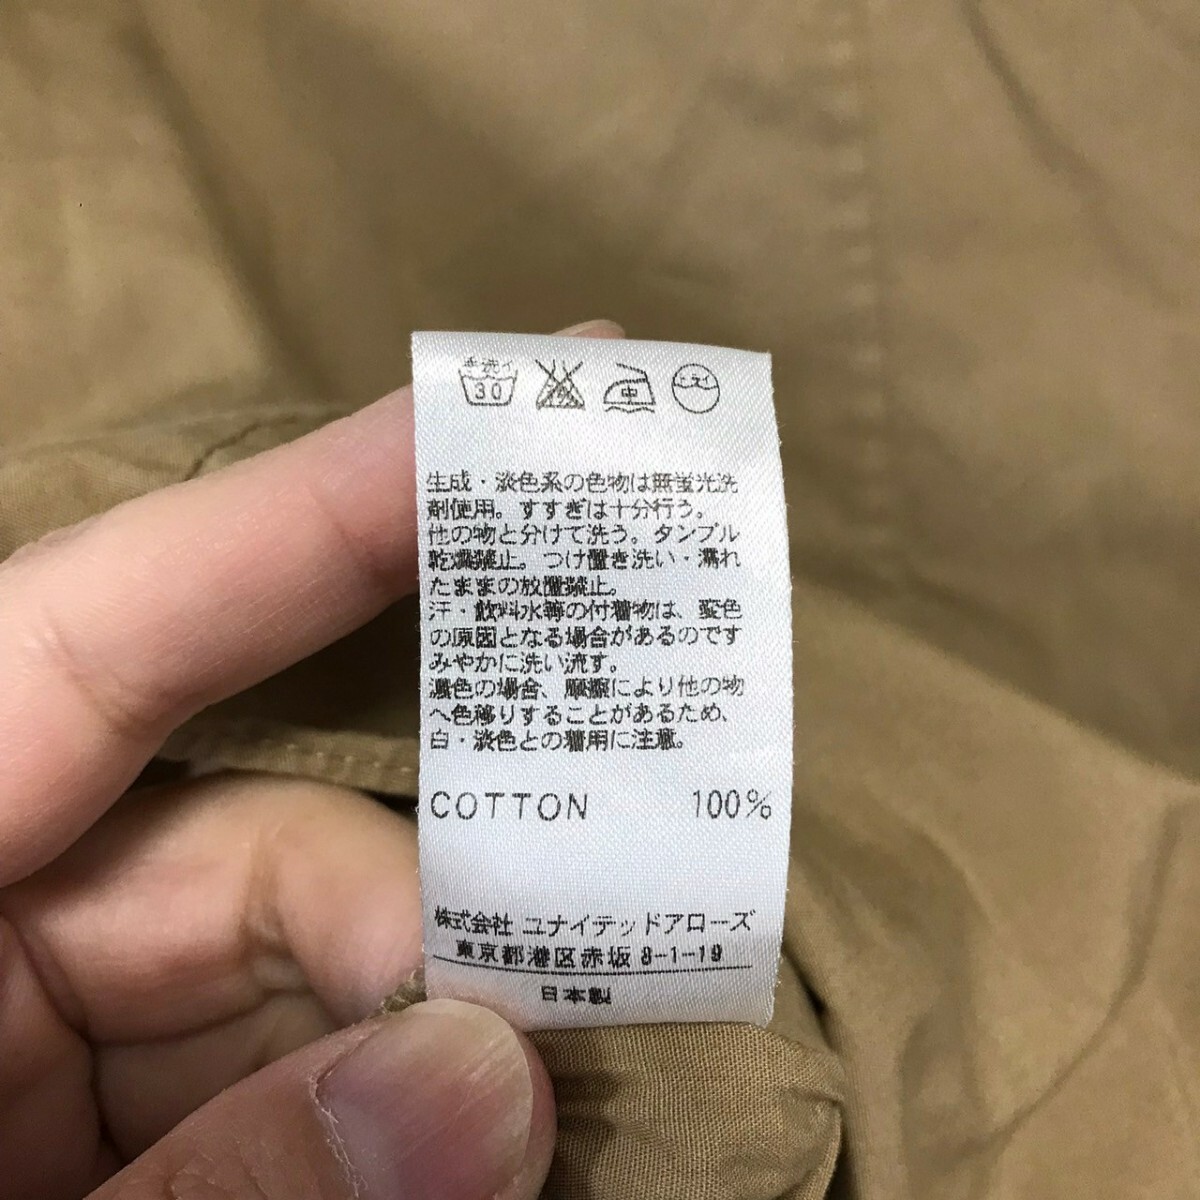 手洗イ
30
中
ドライ
生成・淡色系の色物は無蛍光洗
剤使用。すすぎは十分行う。
他の物と分けて洗う。タンブル
乾燥禁止。つけ置き洗い・濡れ
たままの放置禁止。
汗・飲料水等の付着物は、変色
の原因となる場合があるのです
みやかに洗い流す。
濃色の場合、摩擦により他の物
へ色移りすることがあるため、
白・淡色との着用に注意。
COTTON 100%
株式会社 ユナイテッドアローズ
東京都港区赤坂 8-1-19
日本製